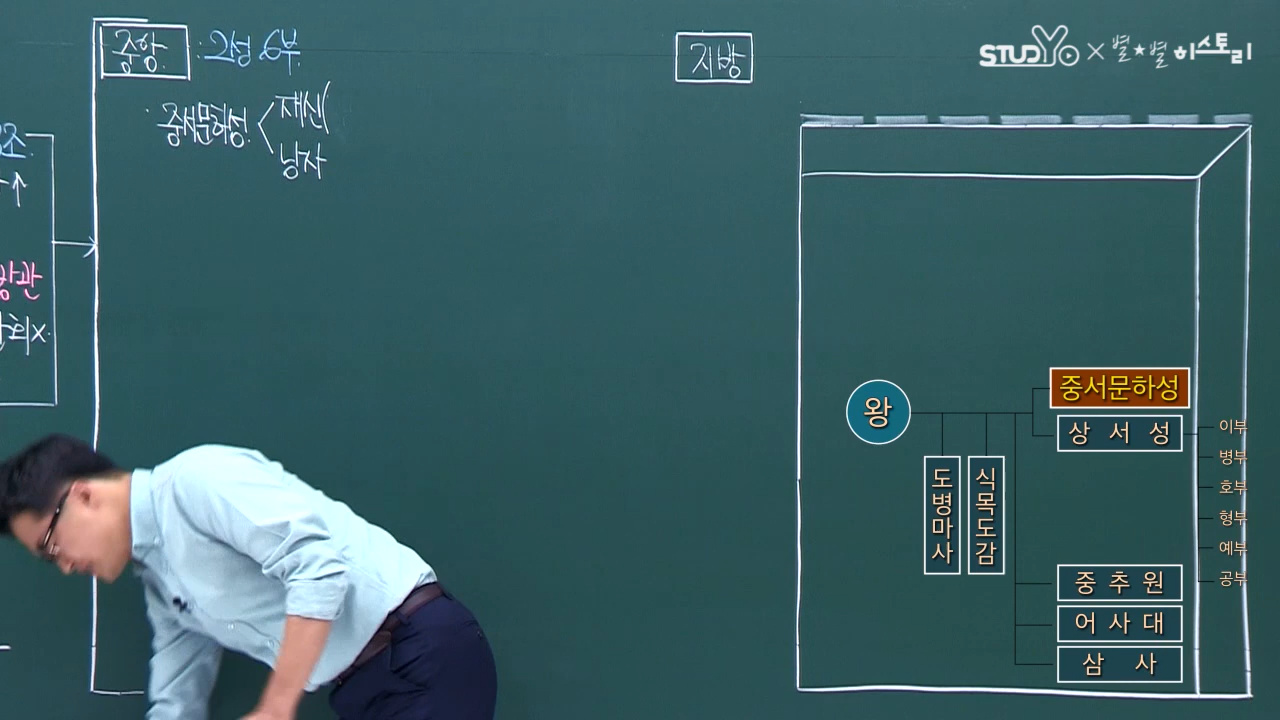 중앙 : 2성 6부
중서문하성 < 재신(
낭자
지방
STUDYo × 별★별 히스토리
왕
도병마사
식목도감
중서문하성
상서성
이부
병부
호부
형부
예부
공부
중추원
어사대
삼사